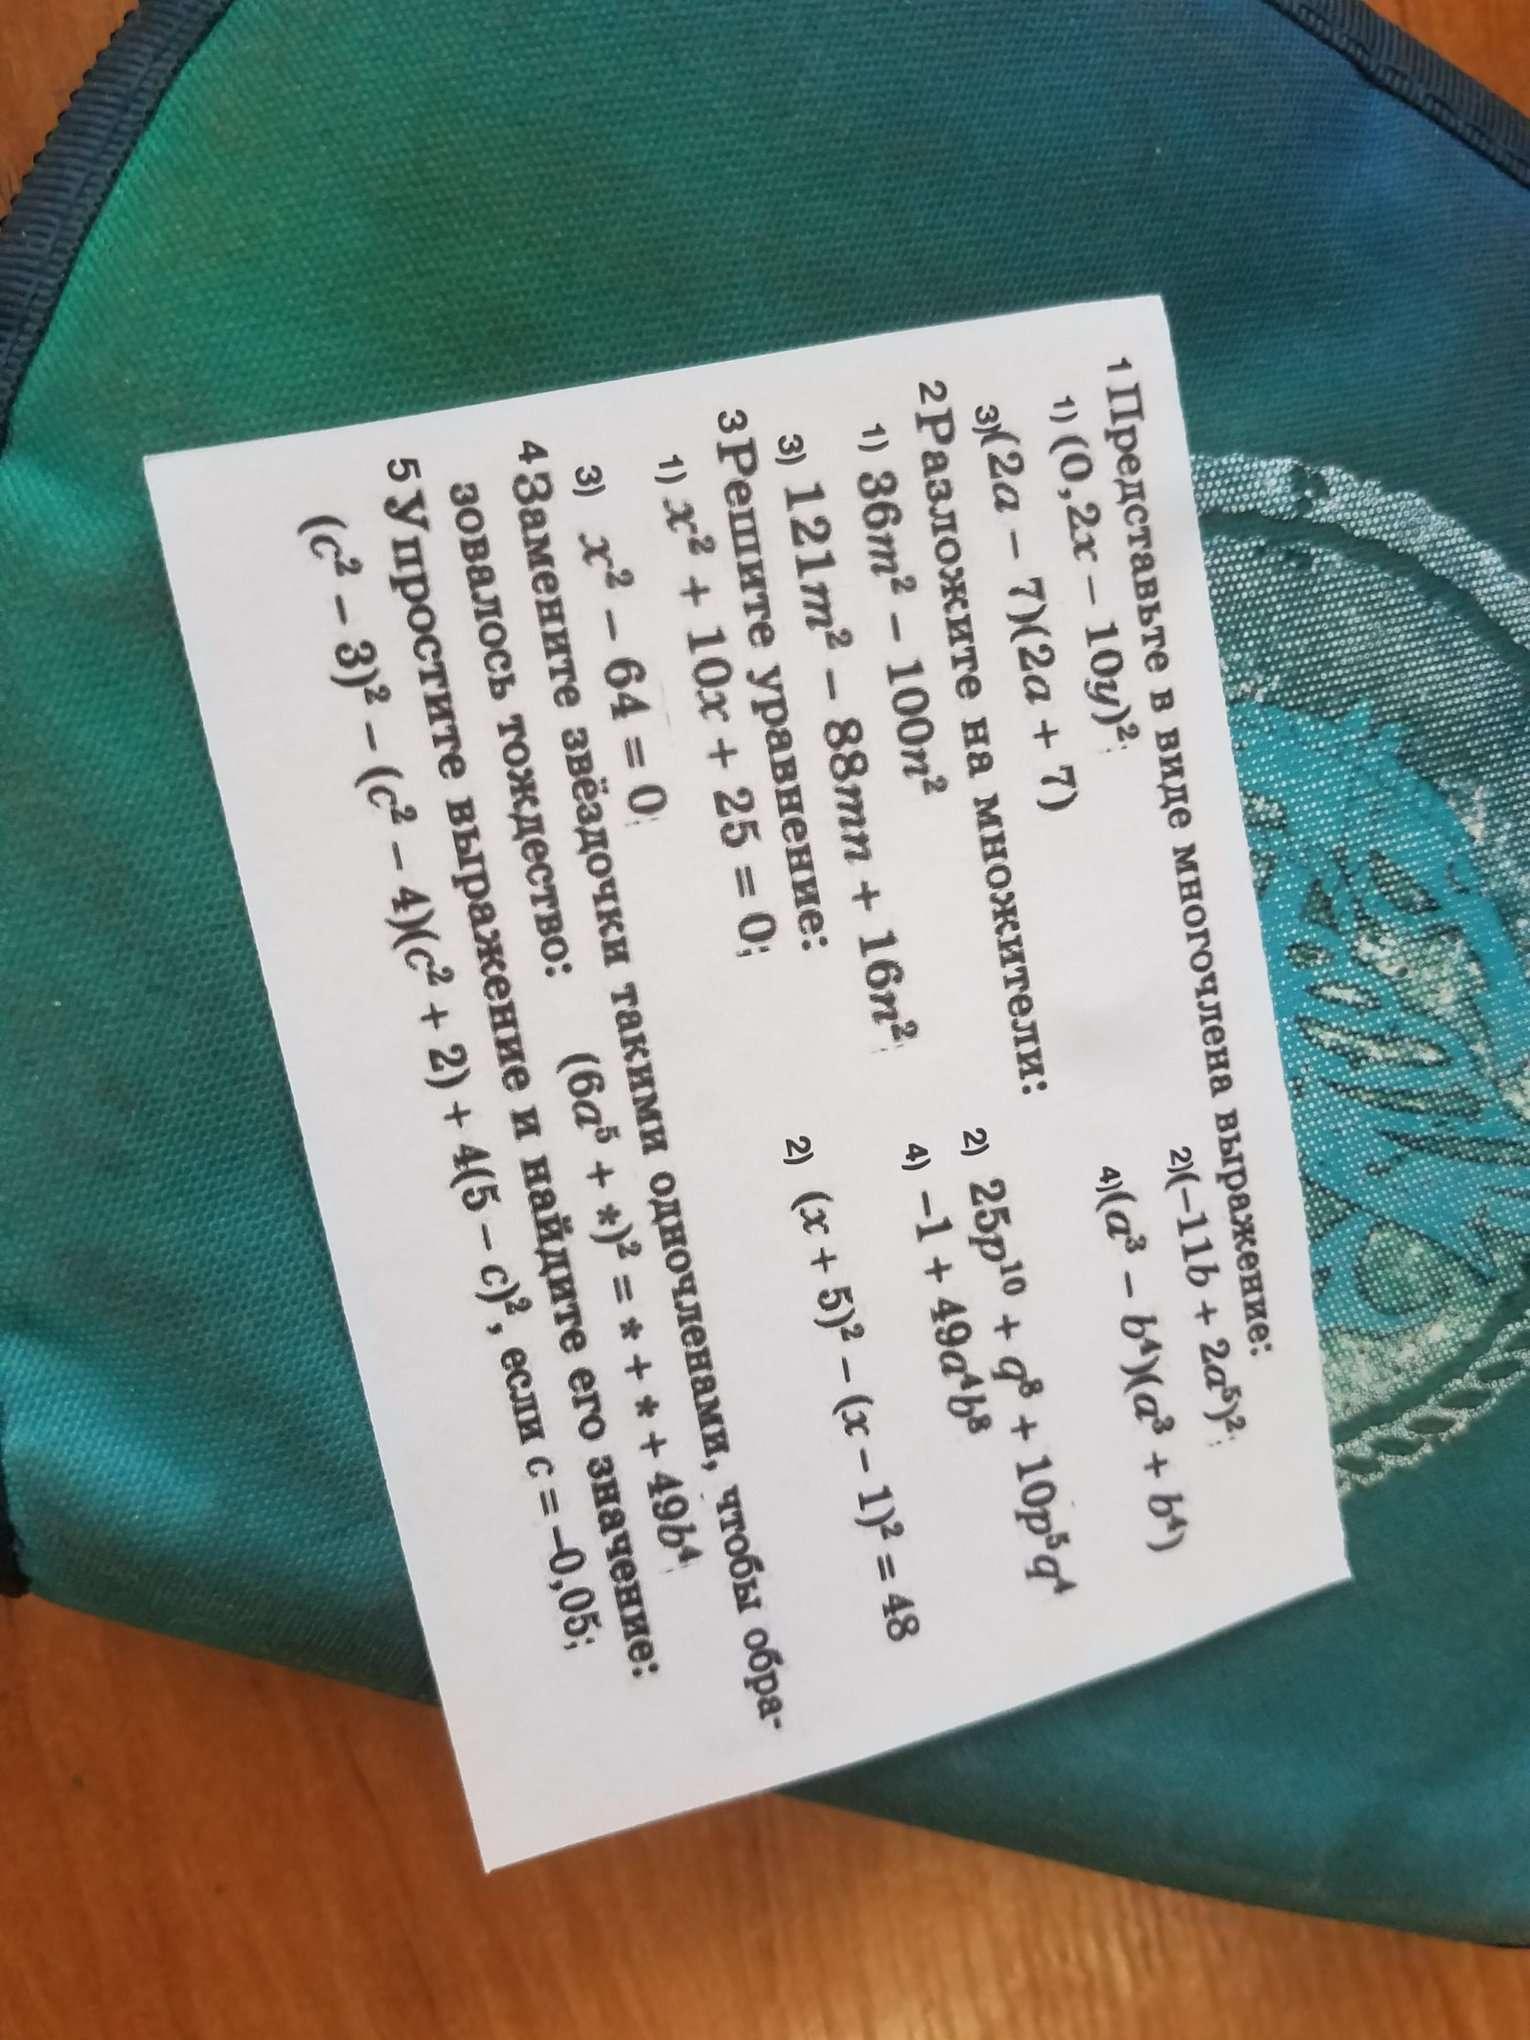 1 Представьте в виде многочлена выражение:
1) (0,2x – 10y)²; 2)(–11b + 2a⁵)²;
3)(2a – 7)(2a + 7) 4)(a³ – b⁴)(a³ + b⁴)
2 Разложите на множители:
1) 36m² – 100n² 2) 25p¹⁰ + q⁸ + 10p⁵q⁴
3) 121m² – 88mn + 16n²; 4) –1 + 49a⁴b⁸
3 Решите уравнение:
1) x² + 10x + 25 = 0; 2) (x + 5)² – (x – 1)² = 48
3) x² – 64 = 0;
4 Замените звёздочки такими одночленами, чтобы обра-
зовалось тождество: (6a⁵ + *)² = * + * + 49b⁴;
5 Упростите выражение и найдите его значение:
(c² – 3)² – (c² – 4)(c² + 2) + 4(5 – c)², если c = –0,05;